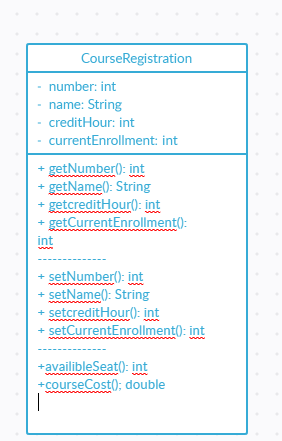 CourseRegistration
- number: int
- name: String
- creditHour: int
- currentEnrollment: int
+ getNumber(): int
+ getName(): String
+ getcreditHour(): int
+ getCurrentEnrollment():
int
--------------
+ setNumber(): int
+ setName(): String
+ setcreditHour(): int
+ setCurrentEnrollment(): int
--------------
+availibleSeat(): int
+courseCost(); double